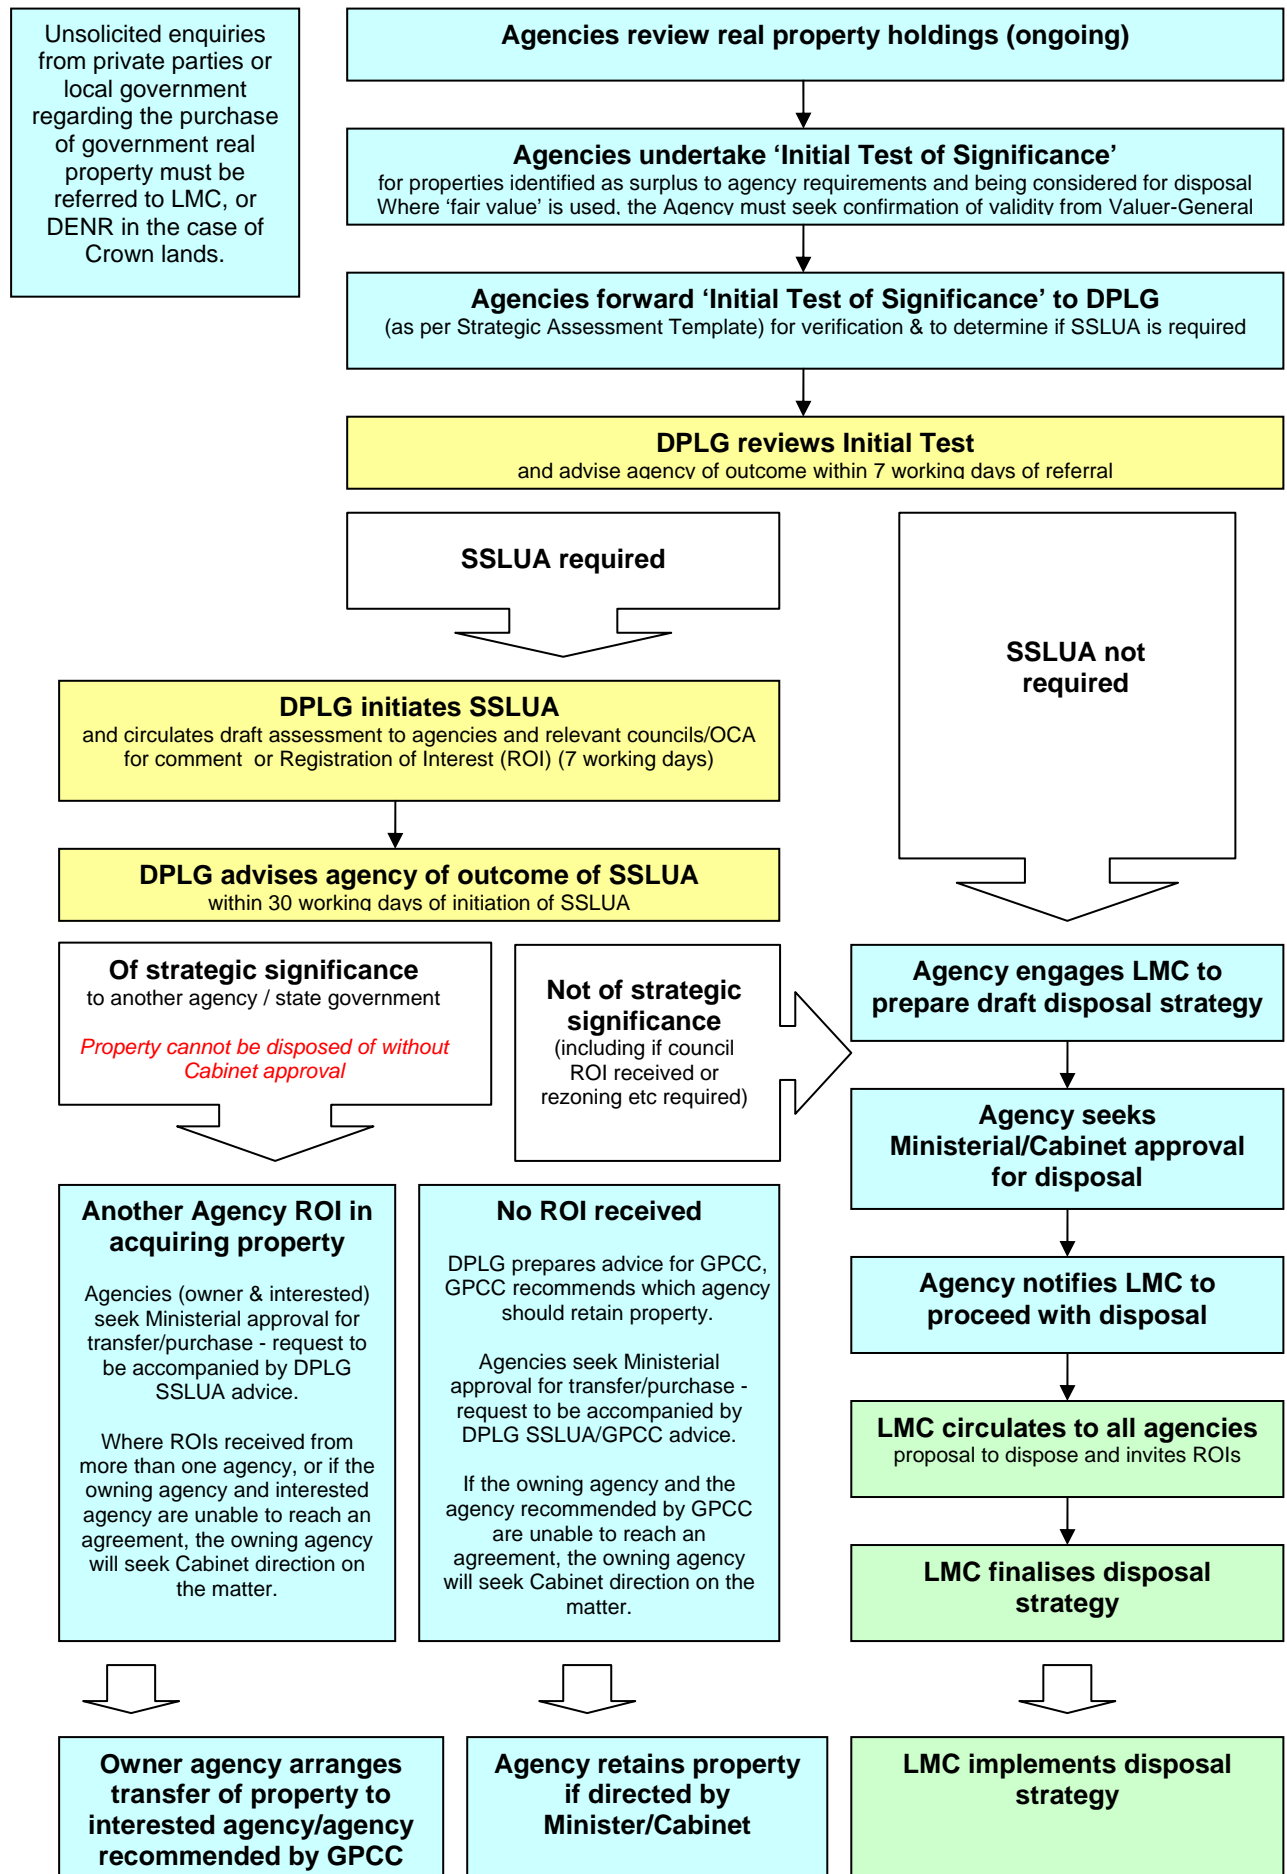 Unsolicited enquiries
from private parties or
local government
regarding the purchase
of government real
property must be
referred to LMC, or
DENR in the case of
Crown lands.
Agencies review real property holdings (ongoing)
Agencies undertake ‘Initial Test of Significance’
for properties identified as surplus to agency requirements and being considered for disposal
Where ‘fair value’ is used, the Agency must seek confirmation of validity from Valuer-General
Agencies forward ‘Initial Test of Significance’ to DPLG
(as per Strategic Assessment Template) for verification & to determine if SSLUA is required
DPLG reviews Initial Test
and advise agency of outcome within 7 working days of referral
SSLUA required
SSLUA not
required
DPLG initiates SSLUA
and circulates draft assessment to agencies and relevant councils/OCA
for comment or Registration of Interest (ROI) (7 working days)
DPLG advises agency of outcome of SSLUA
within 30 working days of initiation of SSLUA
Of strategic significance
to another agency / state government
Property cannot be disposed of without
Cabinet approval
Not of strategic
significance
(including if council
ROI received or
rezoning etc required)
Agency engages LMC to
prepare draft disposal strategy
Agency seeks
Ministerial/Cabinet approval
for disposal
Another Agency ROI in
acquiring property
Agencies (owner & interested)
seek Ministerial approval for
transfer/purchase - request to
be accompanied by DPLG
SSLUA advice.
Where ROIs received from
more than one agency, or if the
owning agency and interested
agency are unable to reach an
agreement, the owning agency
will seek Cabinet direction on
the matter.
No ROI received
DPLG prepares advice for GPCC,
GPCC recommends which agency
should retain property.
Agencies seek Ministerial
approval for transfer/purchase -
request to be accompanied by
DPLG SSLUA/GPCC advice.
If the owning agency and the
agency recommended by GPCC
are unable to reach an
agreement, the owning agency
will seek Cabinet direction on the
matter.
Agency notifies LMC to
proceed with disposal
LMC circulates to all agencies
proposal to dispose and invites ROIs
LMC finalises disposal
strategy
Owner agency arranges
transfer of property to
interested agency/agency
recommended by GPCC
Agency retains property
if directed by
Minister/Cabinet
LMC implements disposal
strategy